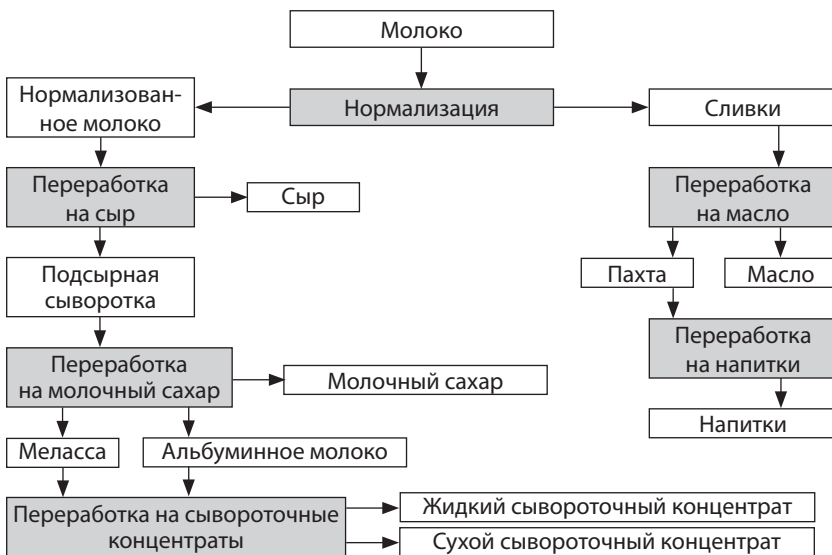 Молоко
Нормализован-
ное молоко
Нормализация
Сливки
Переработка
на сыр
Сыр
Переработка
на масло
Подсырная
сыворотка
Пахта
Масло
Переработка
на молочный сахар
Молочный сахар
Переработка
на напитки
Меласса
Альбуминное молоко
Напитки
Переработка на сывороточные
концентраты
Жидкий сывороточный концентрат
Сухой сывороточный концентрат